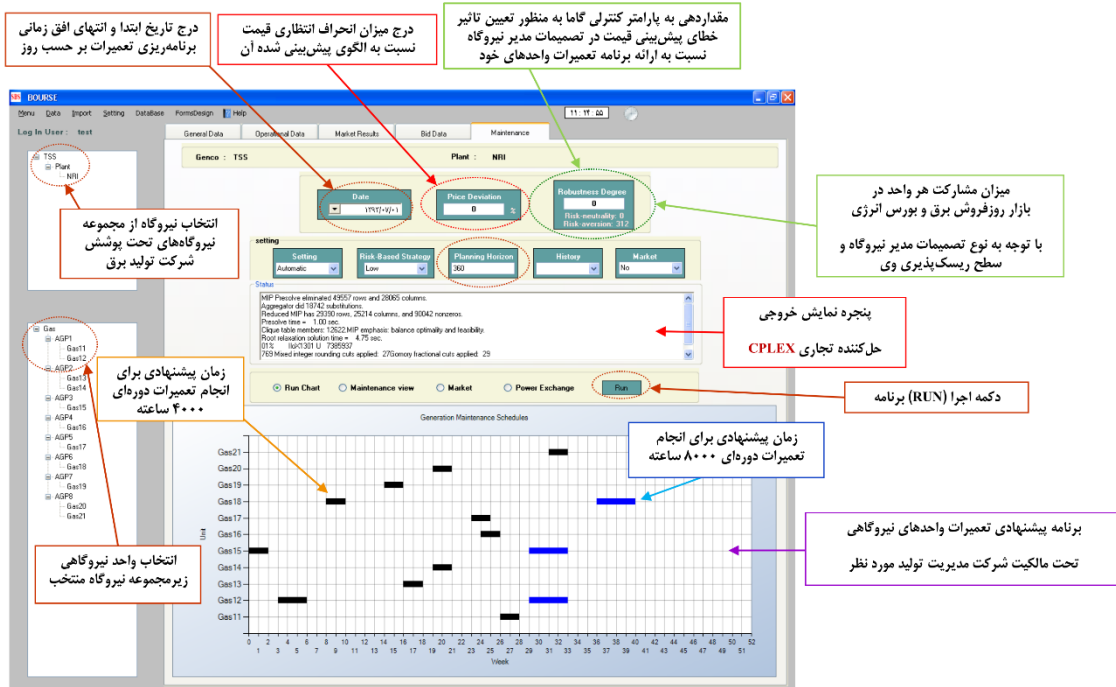 درج تاریخ ابتدا و انتهای افق زمانی
برنامه‌ریزی تعمیرات بر حسب روز
درج میزان انحراف انتظاری قیمت
نسبت به الگوی پیش‌بینی شده آن
مقداردهی به پارامتر کنترلی گاما به منظور تعیین تاثیر
خطای پیش‌بینی قیمت در تصمیمات مدیر نیروگاه
نسبت به ارائه برنامه تعمیرات واحدهای خود
BOURSE
Menu Data Import Setting DataBase FormsDesign Help
۱۱ : ۲۴ : ۵۵
Log In User : test
General Data Operational Data Market Results Bid Data Maintenance
TSS
Plant
NRI
Genco : TSS Plant : NRI
Date
۱۳۹۲/۰۷/۰۱
Price Deviation
0 %
Robustness Degree
0
Risk-neutrality: 0
Risk-aversion: 312
انتخاب نیروگاه از مجموعه
نیروگاه‌های تحت پوشش
شرکت تولید برق
میزان مشارکت هر واحد در
بازار روزفروش برق و بورس انرژی
با توجه به نوع تصمیمات مدیر نیروگاه و
سطح ریسک‌پذیری وی
setting
Setting
Automatic
Risk-Based Strategy
Low
Planning Horizon
360
History
Market
No
Status
MIP Presolve eliminated 49557 rows and 28065 columns.
Aggregator did 18742 substitutions.
Reduced MIP has 29390 rows, 25214 columns, and 90042 nonzeros.
Presolve time = 1.00 sec.
Clique table members: 12622.MIP emphasis: balance optimality and feasibility.
Root relaxation solution time = 4.75 sec.
769 Mixed integer rounding cuts applied: 27Gomory fractional cuts applied: 29
پنجره نمایش خروجی
حل‌کننده تجاری CPLEX
Gas
AGP1
Gas11
Gas12
AGP2
Gas13
Gas14
AGP3
Gas15
AGP4
Gas16
AGP5
Gas17
AGP6
Gas18
AGP7
Gas19
AGP8
Gas20
Gas21
زمان پیشنهادی برای
انجام تعمیرات دوره‌ای
۴۰۰۰ ساعته
Run Chart Maintenance view Market Power Exchange Run
دکمه اجرا (RUN) برنامه
Generation Maintenance Schedules
زمان پیشنهادی برای انجام
تعمیرات دوره‌ای ۸۰۰۰ ساعته
Unit
Gas21
Gas20
Gas19
Gas18
Gas17
Gas16
Gas15
Gas14
Gas13
Gas12
Gas11
برنامه پیشنهادی تعمیرات واحدهای نیروگاهی
تحت مالکیت شرکت مدیریت تولید مورد نظر
انتخاب واحد نیروگاهی
زیرمجموعه نیروگاه منتخب
0 2 4 6 8 10 12 14 16 18 20 22 24 26 28 30 32 34 36 38 40 42 44 46 48 50 52
1 3 5 7 9 11 13 15 17 19 21 23 25 27 29 31 33 35 37 39 41 43 45 47 49 51
Week